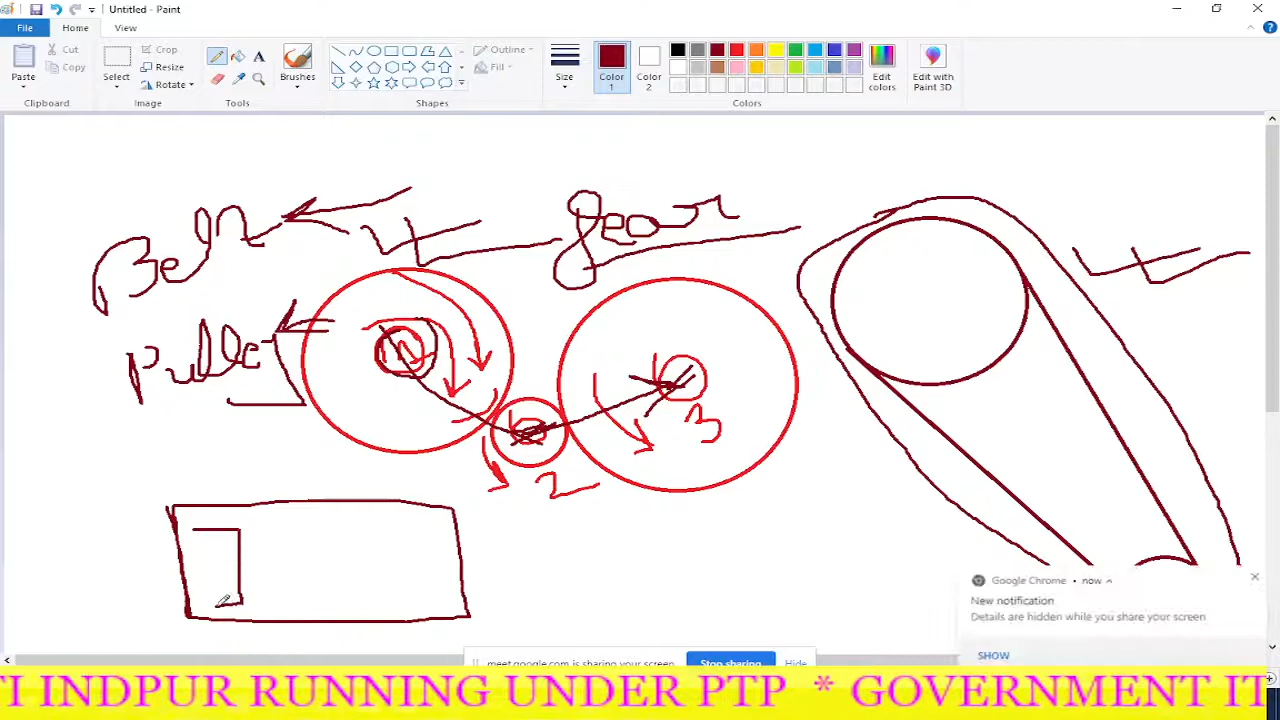 Untitled - Paint
File
Home
View
Paste
Cut
Copy
Clipboard
Select
Crop
Resize
Rotate
Image
Tools
Brushes
Shapes
Outline
Fill
Size
Color 1
Color 2
Colors
Edit colors
Edit with Paint 3D
gear
2
3
Google Chrome • now
New notification
Details are hidden while you share your screen
SHOW
meet.google.com is sharing your screen.
Stop sharing
Hide
TI INDPUR RUNNING UNDER PTP * GOVERNMENT IT